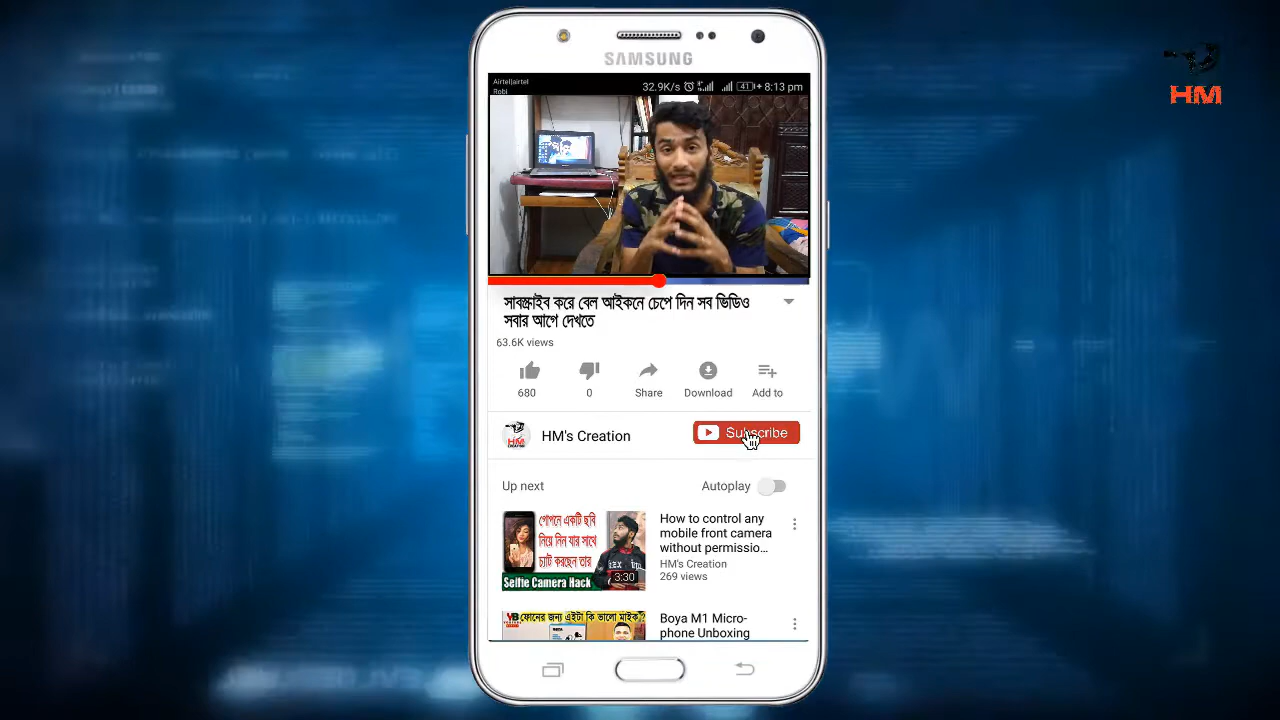 SAMSUNG
HM
Airtel|airtel
Robi
32.9K/s 41 8:13 pm
সাবস্ক্রাইব করে বেল আইকনে চেপে দিন সব ভিডিও
সবার আগে দেখতে
63.6K views
680
0
Share
Download
Add to
HM
HM's Creation
Subscribe
Up next
Autoplay
গোপনে একটি ছবি
নিয়ে নিন যার সাথে
চ্যাট করছেন তার
Selfie Camera Hack
3:30
How to control any
mobile front camera
without permissio...
HM's Creation
269 views
ফোনের জন্য এইটা কি ভালো মাইক?
Boya M1 Micro-
phone Unboxing